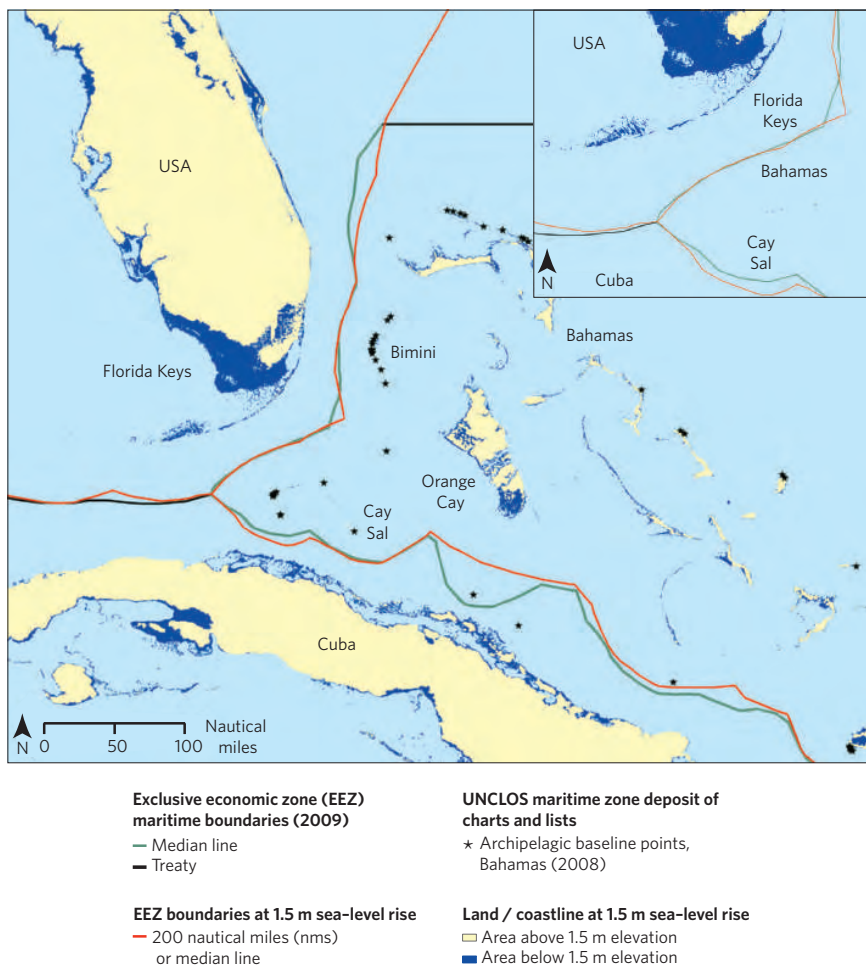 USA
USA
Florida
Keys
Bahamas
Cay
Sal
Cuba
N
Bahamas
Bimini
Florida Keys
Orange
Cay
Cay
Sal
Cuba
N
0 50 100
Nautical
miles
Exclusive economic zone (EEZ)
maritime boundaries (2009)
Median line
Treaty
EEZ boundaries at 1.5 m sea–level rise
200 nautical miles (nms)
or median line
UNCLOS maritime zone deposit of
charts and lists
Archipelagic baseline points,
Bahamas (2008)
Land / coastline at 1.5 m sea–level rise
Area above 1.5 m elevation
Area below 1.5 m elevation